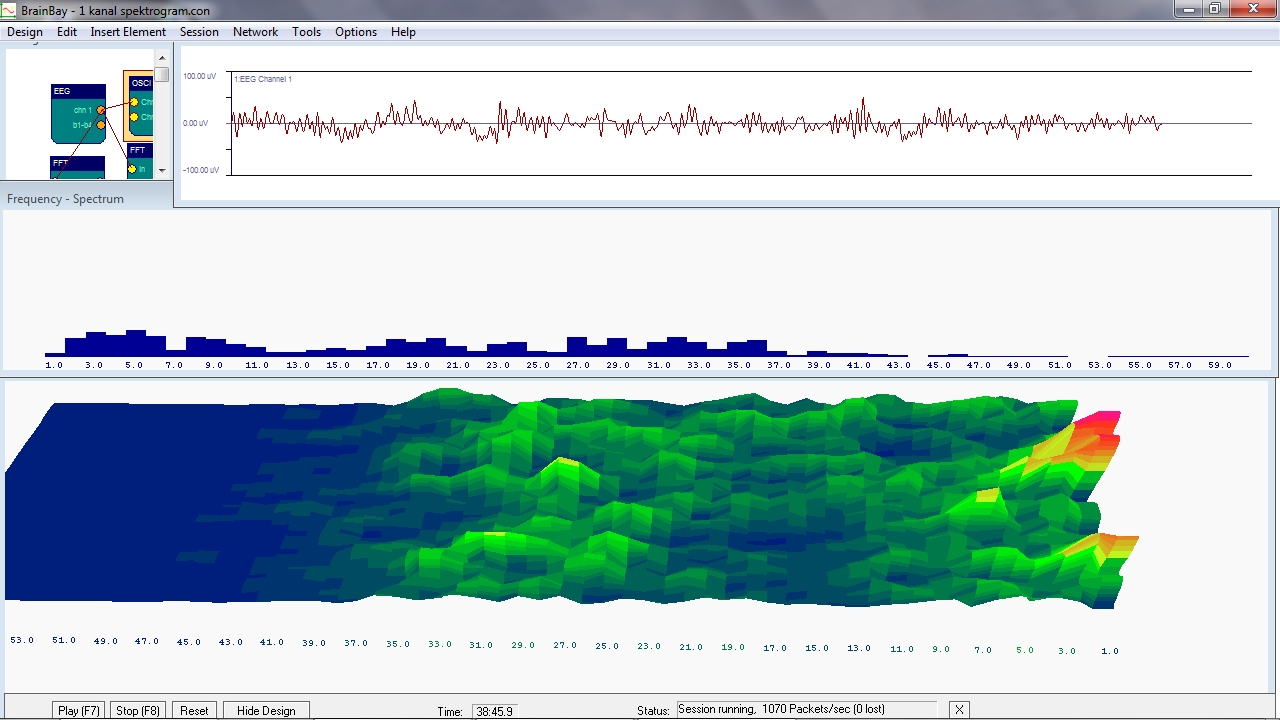 BrainBay - 1 kanal spektrogram.con
Design Edit Insert Element Session Network Tools Options Help
EEG
chn 1
b1-b4
OSCI
Chn
Chn
FFT
FFT
In
100.00 uV
1:EEG Channel 1
0.00 uV
-100.00 uV
Frequency - Spectrum
1.0 3.0 5.0 7.0 9.0 11.0 13.0 15.0 17.0 19.0 21.0 23.0 25.0 27.0 29.0 31.0 33.0 35.0 37.0 39.0 41.0 43.0 45.0 47.0 49.0 51.0 53.0 55.0 57.0 59.0
53.0 51.0 49.0 47.0 45.0 43.0 41.0 39.0 37.0 35.0 33.0 31.0 29.0 27.0 25.0 23.0 21.0 19.0 17.0 15.0 13.0 11.0 9.0 7.0 5.0 3.0 1.0
Play (F7) Stop (F8) Reset Hide Design Time: 38:45.9 Status: Session running, 1070 Packets/sec (0 lost) X